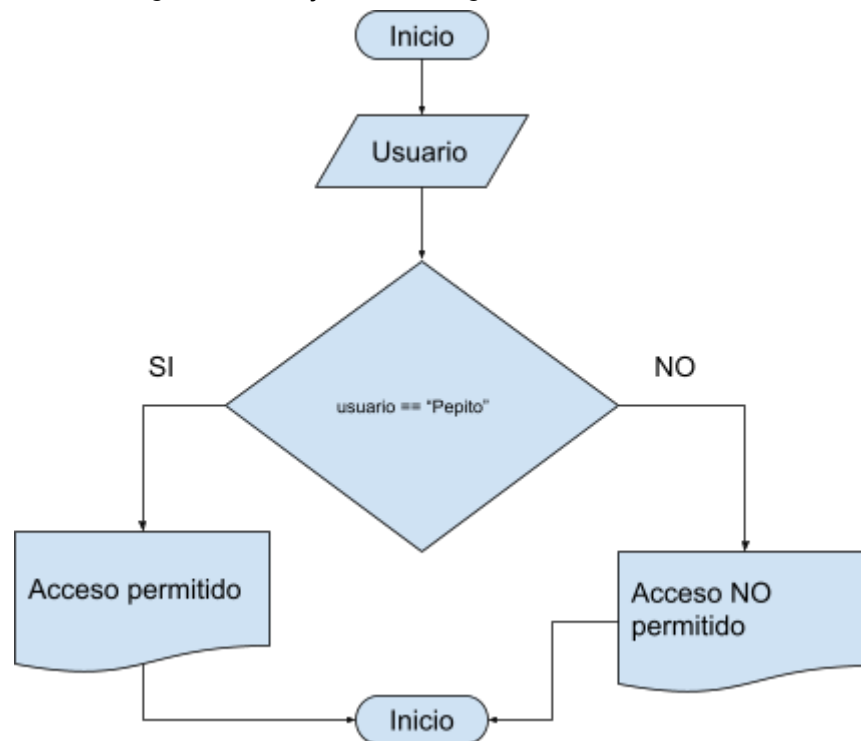 Inicio
Usuario
SI
NO
usuario == “Pepito”
Acceso permitido
Acceso NO
permitido
Inicio